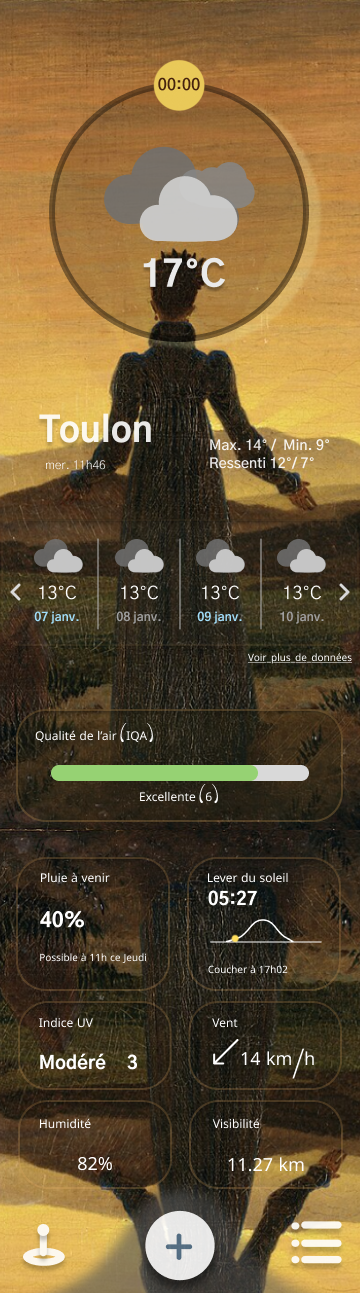 00:00
17°C
Toulon
mer. 11h46
Max. 14° / Min. 9°
Ressenti 12°/ 7°
13°C 13°C 13°C 13°C
07 janv. 08 janv. 09 janv. 10 janv.
Voir plus de données
Qualité de l'air (IQA)
Excellente (6)
Pluie à venir
40%
Possible à 11h ce Jeudi
Lever du soleil
05:27
Coucher à 17h02
Indice UV
Modéré 3
Vent
14 km/h
Humidité
82%
Visibilité
11.27 km